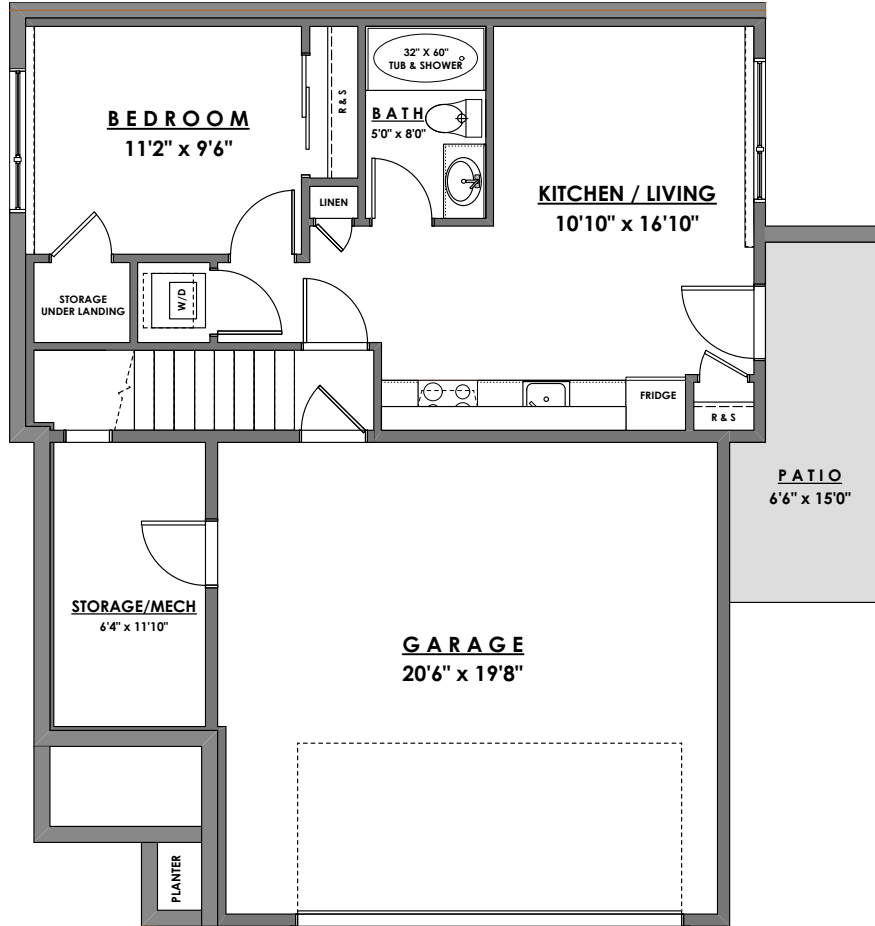 BEDROOM
11'2" x 9'6"
R & S
32" X 60"
TUB & SHOWER
BATH
5'0" x 8'0"
LINEN
KITCHEN / LIVING
10'10" x 16'10"
STORAGE
UNDER LANDING
W/D
FRIDGE
R & S
PATIO
6'6" x 15'0"
STORAGE/MECH
6'4" x 11'10"
GARAGE
20'6" x 19'8"
PLANTER